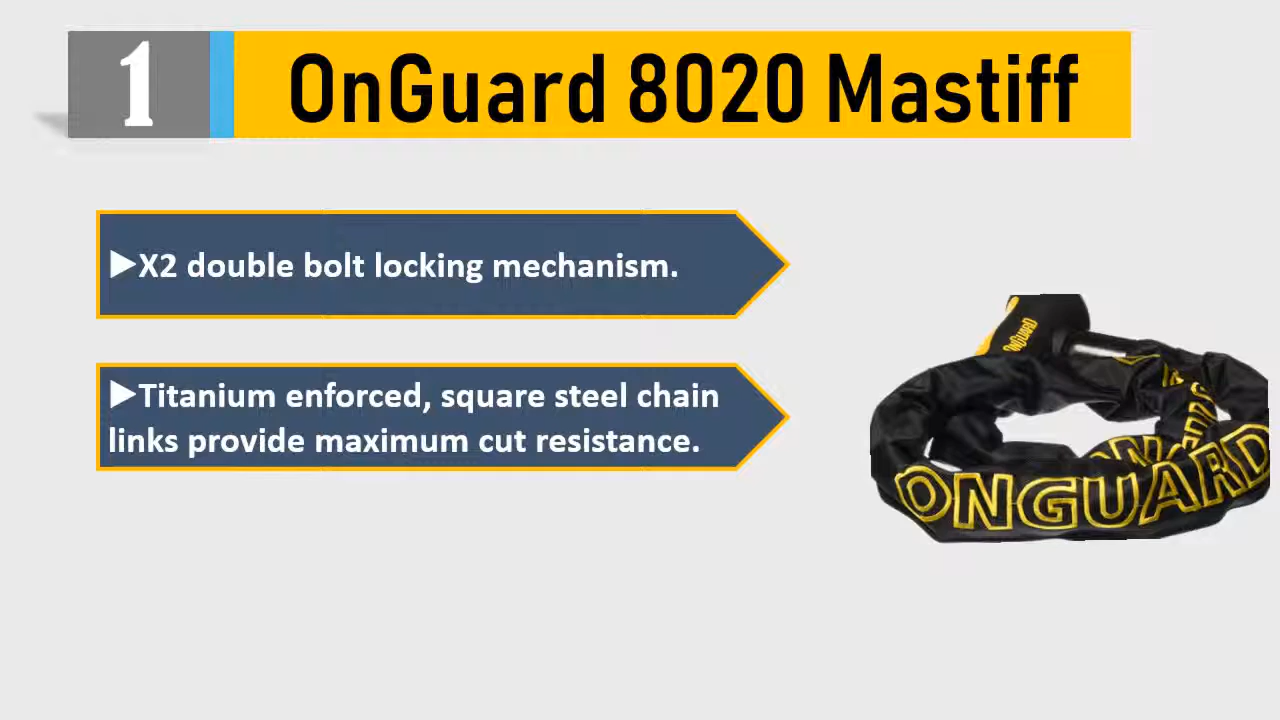 1
OnGuard 8020 Mastiff
►X2 double bolt locking mechanism.
►Titanium enforced, square steel chain
links provide maximum cut resistance.
ONGUARD
ONGUARD